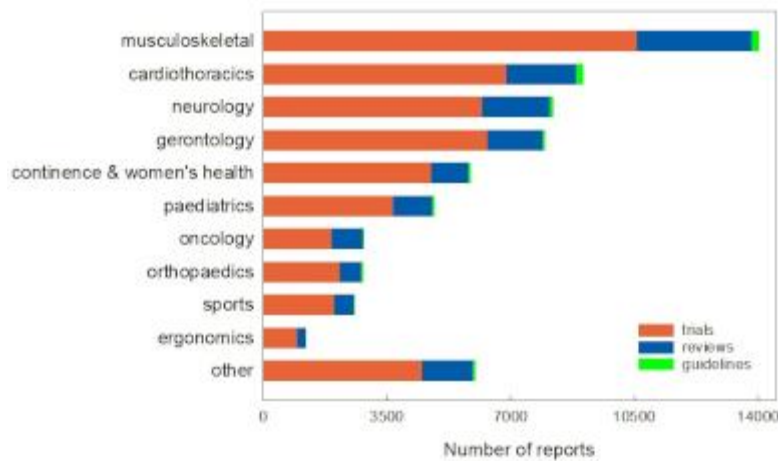 musculoskeletal
cardiothoracics
neurology
gerontology
continence & women's health
paediatrics
oncology
orthopaedics
sports
ergonomics
other
trials
reviews
guidelines
0 3500 7000 10500 14000
Number of reports